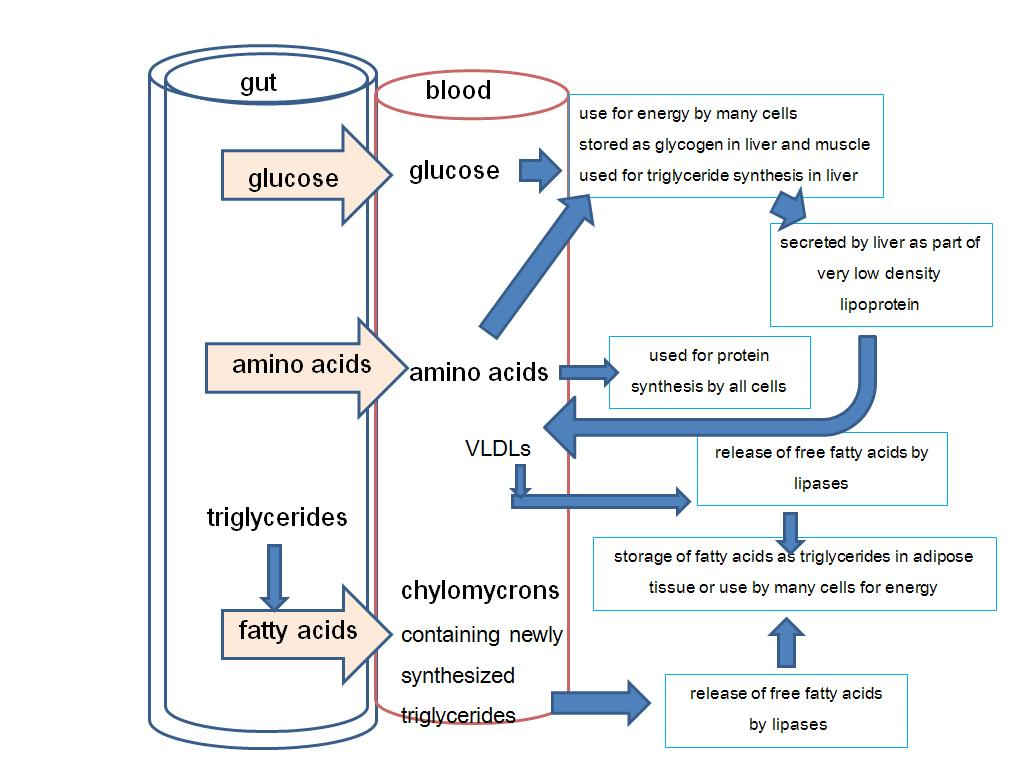 gut
blood
glucose
glucose
use for energy by many cells
stored as glycogen in liver and muscle
used for triglyceride synthesis in liver
secreted by liver as part of
very low density
lipoprotein
amino acids
amino acids
used for protein
synthesis by all cells
VLDLs
release of free fatty acids by
lipases
triglycerides
storage of fatty acids as triglycerides in adipose
tissue or use by many cells for energy
fatty acids
chylomycrons
containing newly
synthesized
triglycerides
release of free fatty acids
by lipases